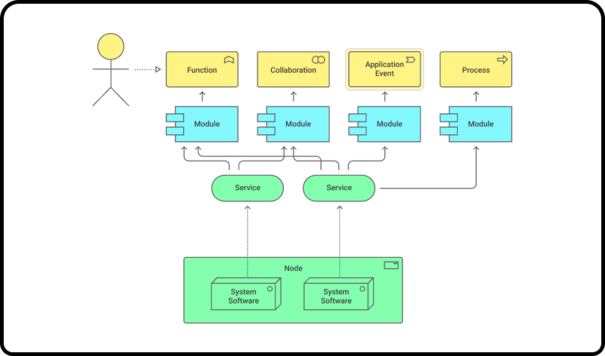 Function
Collaboration
Application
Event
Process
Module
Module
Module
Module
Service
Service
Node
System
Software
System
Software